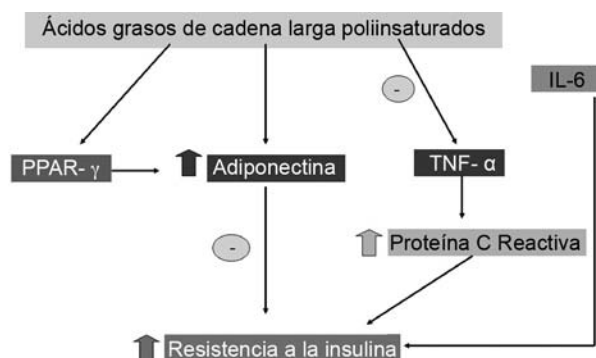 Ácidos grasos de cadena larga poliinsaturados
-
IL-6
PPAR- γ
Adiponectina
TNF- α
-
Proteína C Reactiva
Resistencia a la insulina